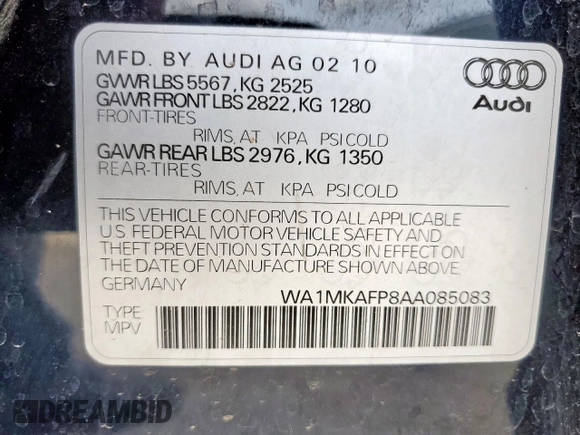 MFD. BY AUDI AG 02 10
GVWR LBS 5567, KG 2525
GAWR FRONT LBS 2822, KG 1280
FRONT-TIRES
RIMS, AT KPA PSI COLD
GAWR REAR LBS 2976, KG 1350
REAR-TIRES
RIMS, AT KPA PSI COLD
Audi
THIS VEHICLE CONFORMS TO ALL APPLICABLE
U.S. FEDERAL MOTOR VEHICLE SAFETY AND
THEFT PREVENTION STANDARDS IN EFFECT ON
THE DATE OF MANUFACTURE SHOWN ABOVE.
GERMANY WA1MKAFP8AA085083
TYPE
MPV
DREAMBID